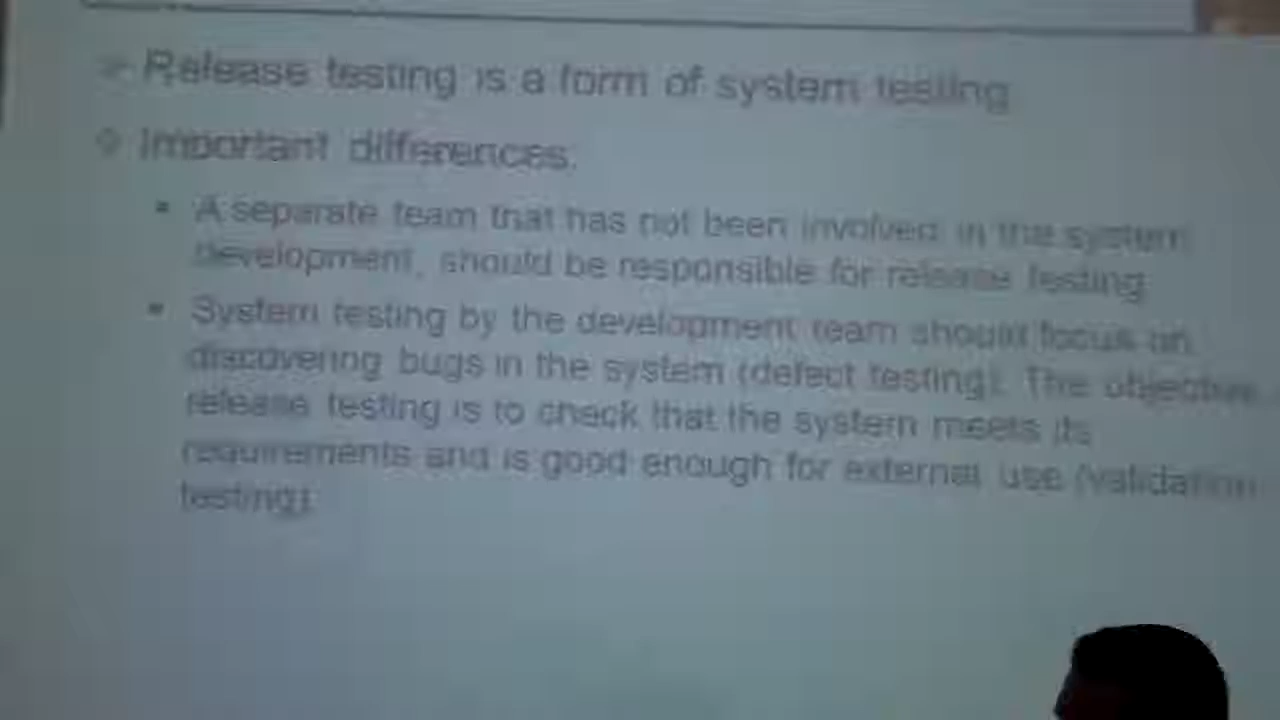 Release testing is a form of system testing
Important differences:
A separate team that has not been involved in the system
development, should be responsible for release testing
System testing by the development team should focus on
discovering bugs in the system (defect testing). The objective
release testing is to check that the system meets its
requirements and is good enough for external use (validation
testing).